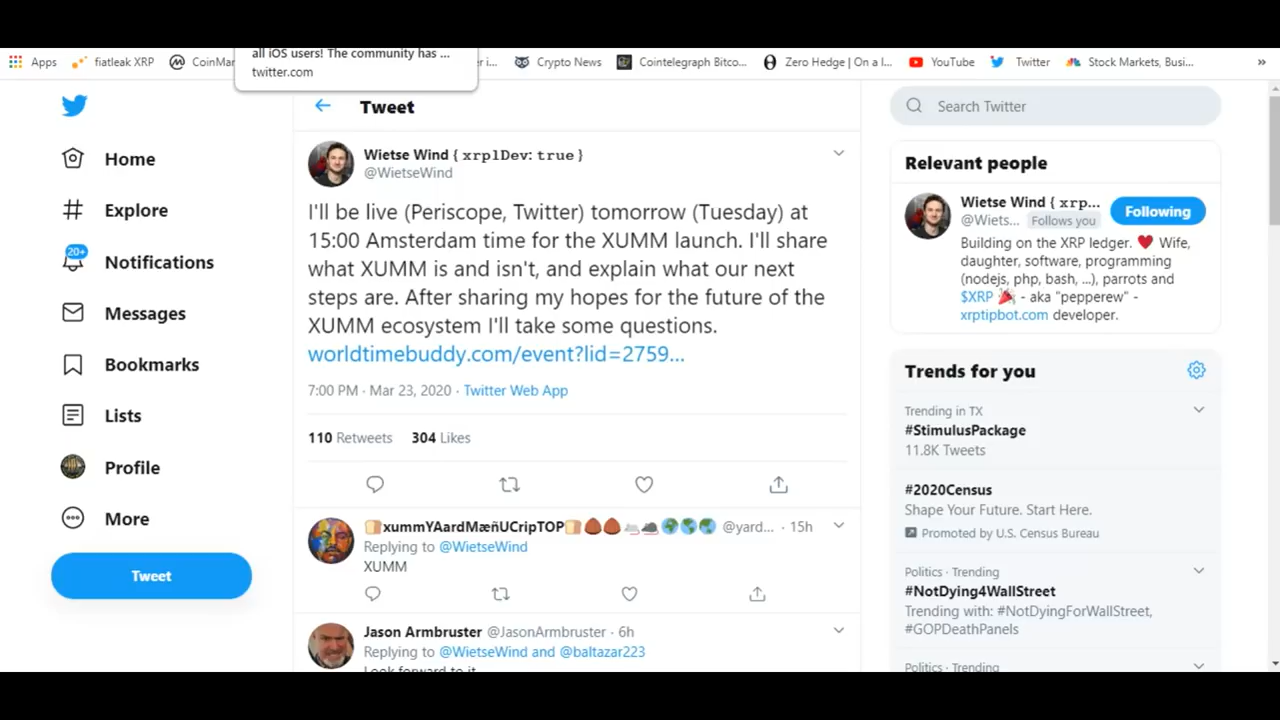 all iOS users! The community has ...
twitter.com
Apps
fiatleak XRP
CoinMar
r i...
Crypto News
Cointelegraph Bitco...
Zero Hedge | On a l...
YouTube
Twitter
Stock Markets, Busi...
»
Tweet
Search Twitter
Home
Explore
20+
Notifications
Messages
Bookmarks
Lists
Profile
More
Tweet
Wietse Wind { xrplDev: true }
@WietseWind
I'll be live (Periscope, Twitter) tomorrow (Tuesday) at
15:00 Amsterdam time for the XUMM launch. I'll share
what XUMM is and isn't, and explain what our next
steps are. After sharing my hopes for the future of the
XUMM ecosystem I'll take some questions.
worldtimebuddy.com/event?lid=2759...
7:00 PM · Mar 23, 2020 · Twitter Web App
110 Retweets 304 Likes
🍞xummYAardMæñUCripTOP🍞🌰🌰🐁🐀🌍🌎🌏 @yard... · 15h
Replying to @WietseWind
XUMM
Jason Armbruster @JasonArmbruster · 6h
Replying to @WietseWind and @baltazar223
Look forward to it
Relevant people
Wietse Wind { xrp...
@Wiets... Follows you
Following
Building on the XRP ledger. ❤️ Wife,
daughter, software, programming
(nodejs, php, bash, ...), parrots and
$XRP 🎉 - aka "pepperew" -
xrptipbot.com developer.
Trends for you
Trending in TX
#StimulusPackage
11.8K Tweets
#2020Census
Shape Your Future. Start Here.
Promoted by U.S. Census Bureau
Politics · Trending
#NotDying4WallStreet
Trending with: #NotDyingForWallStreet,
#GOPDeathPanels
Politics · Trending